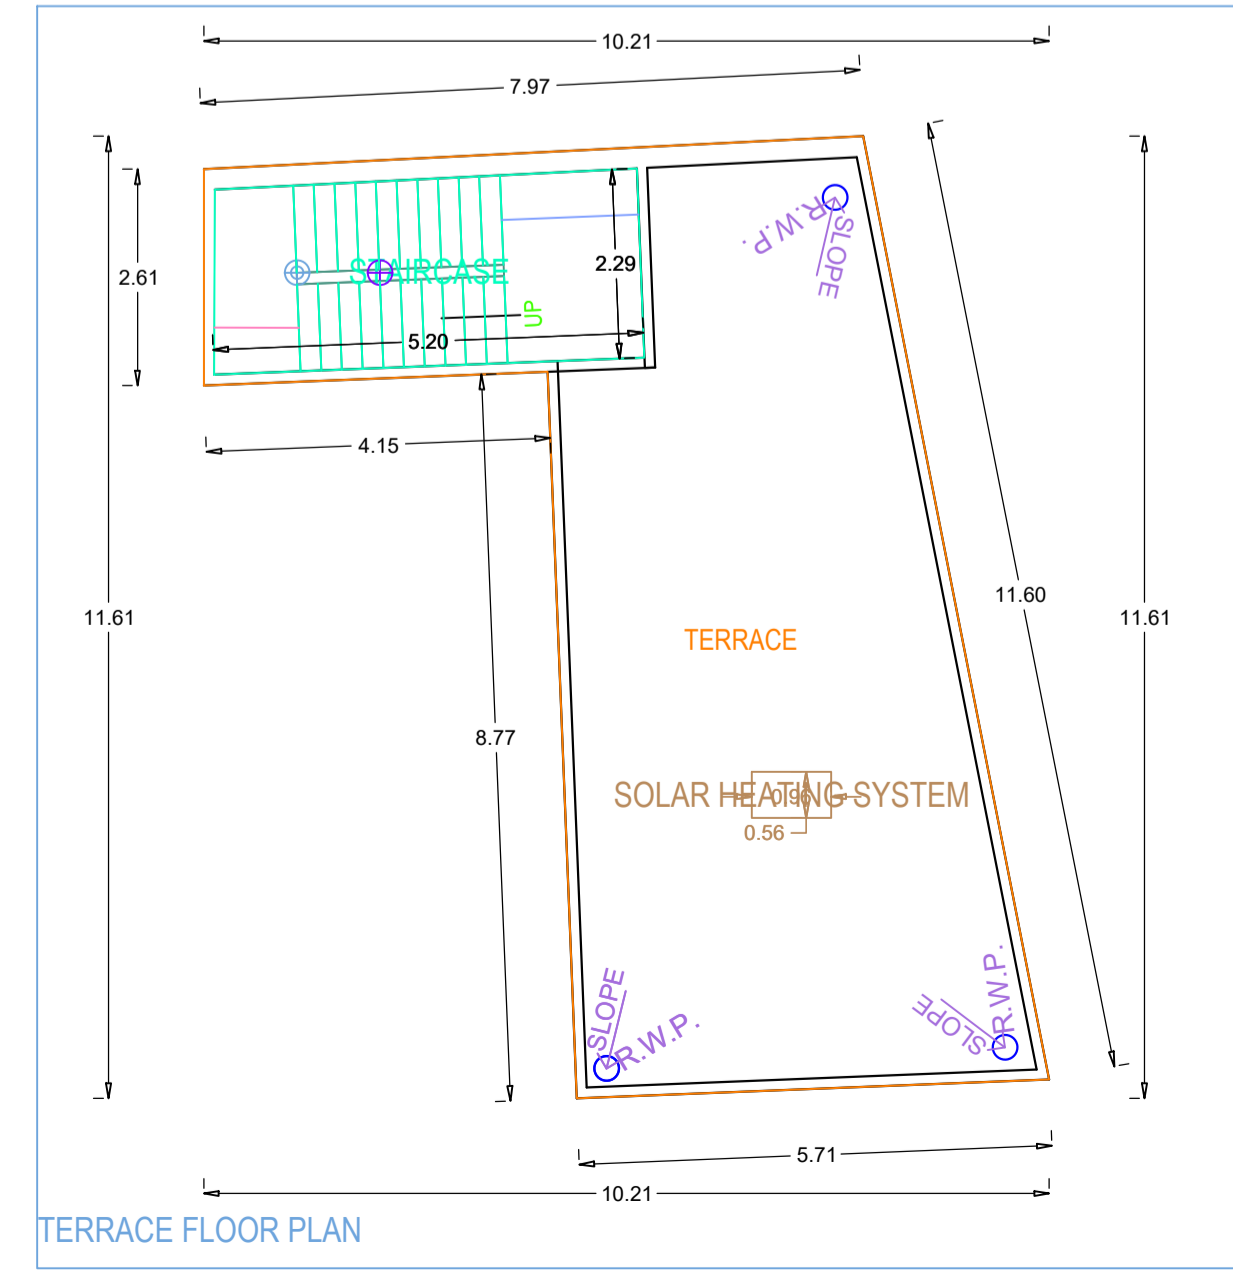 10.21
7.97
R.W.P.
SLOPE
2.61
STAIRCASE
2.29
UP
5.20
4.15
11.60
11.61
11.61
TERRACE
8.77
SOLAR HEATING SYSTEM
0.96
0.56
SLOPE
R.W.P.
SLOPE
R.W.P.
5.71
10.21
TERRACE FLOOR PLAN